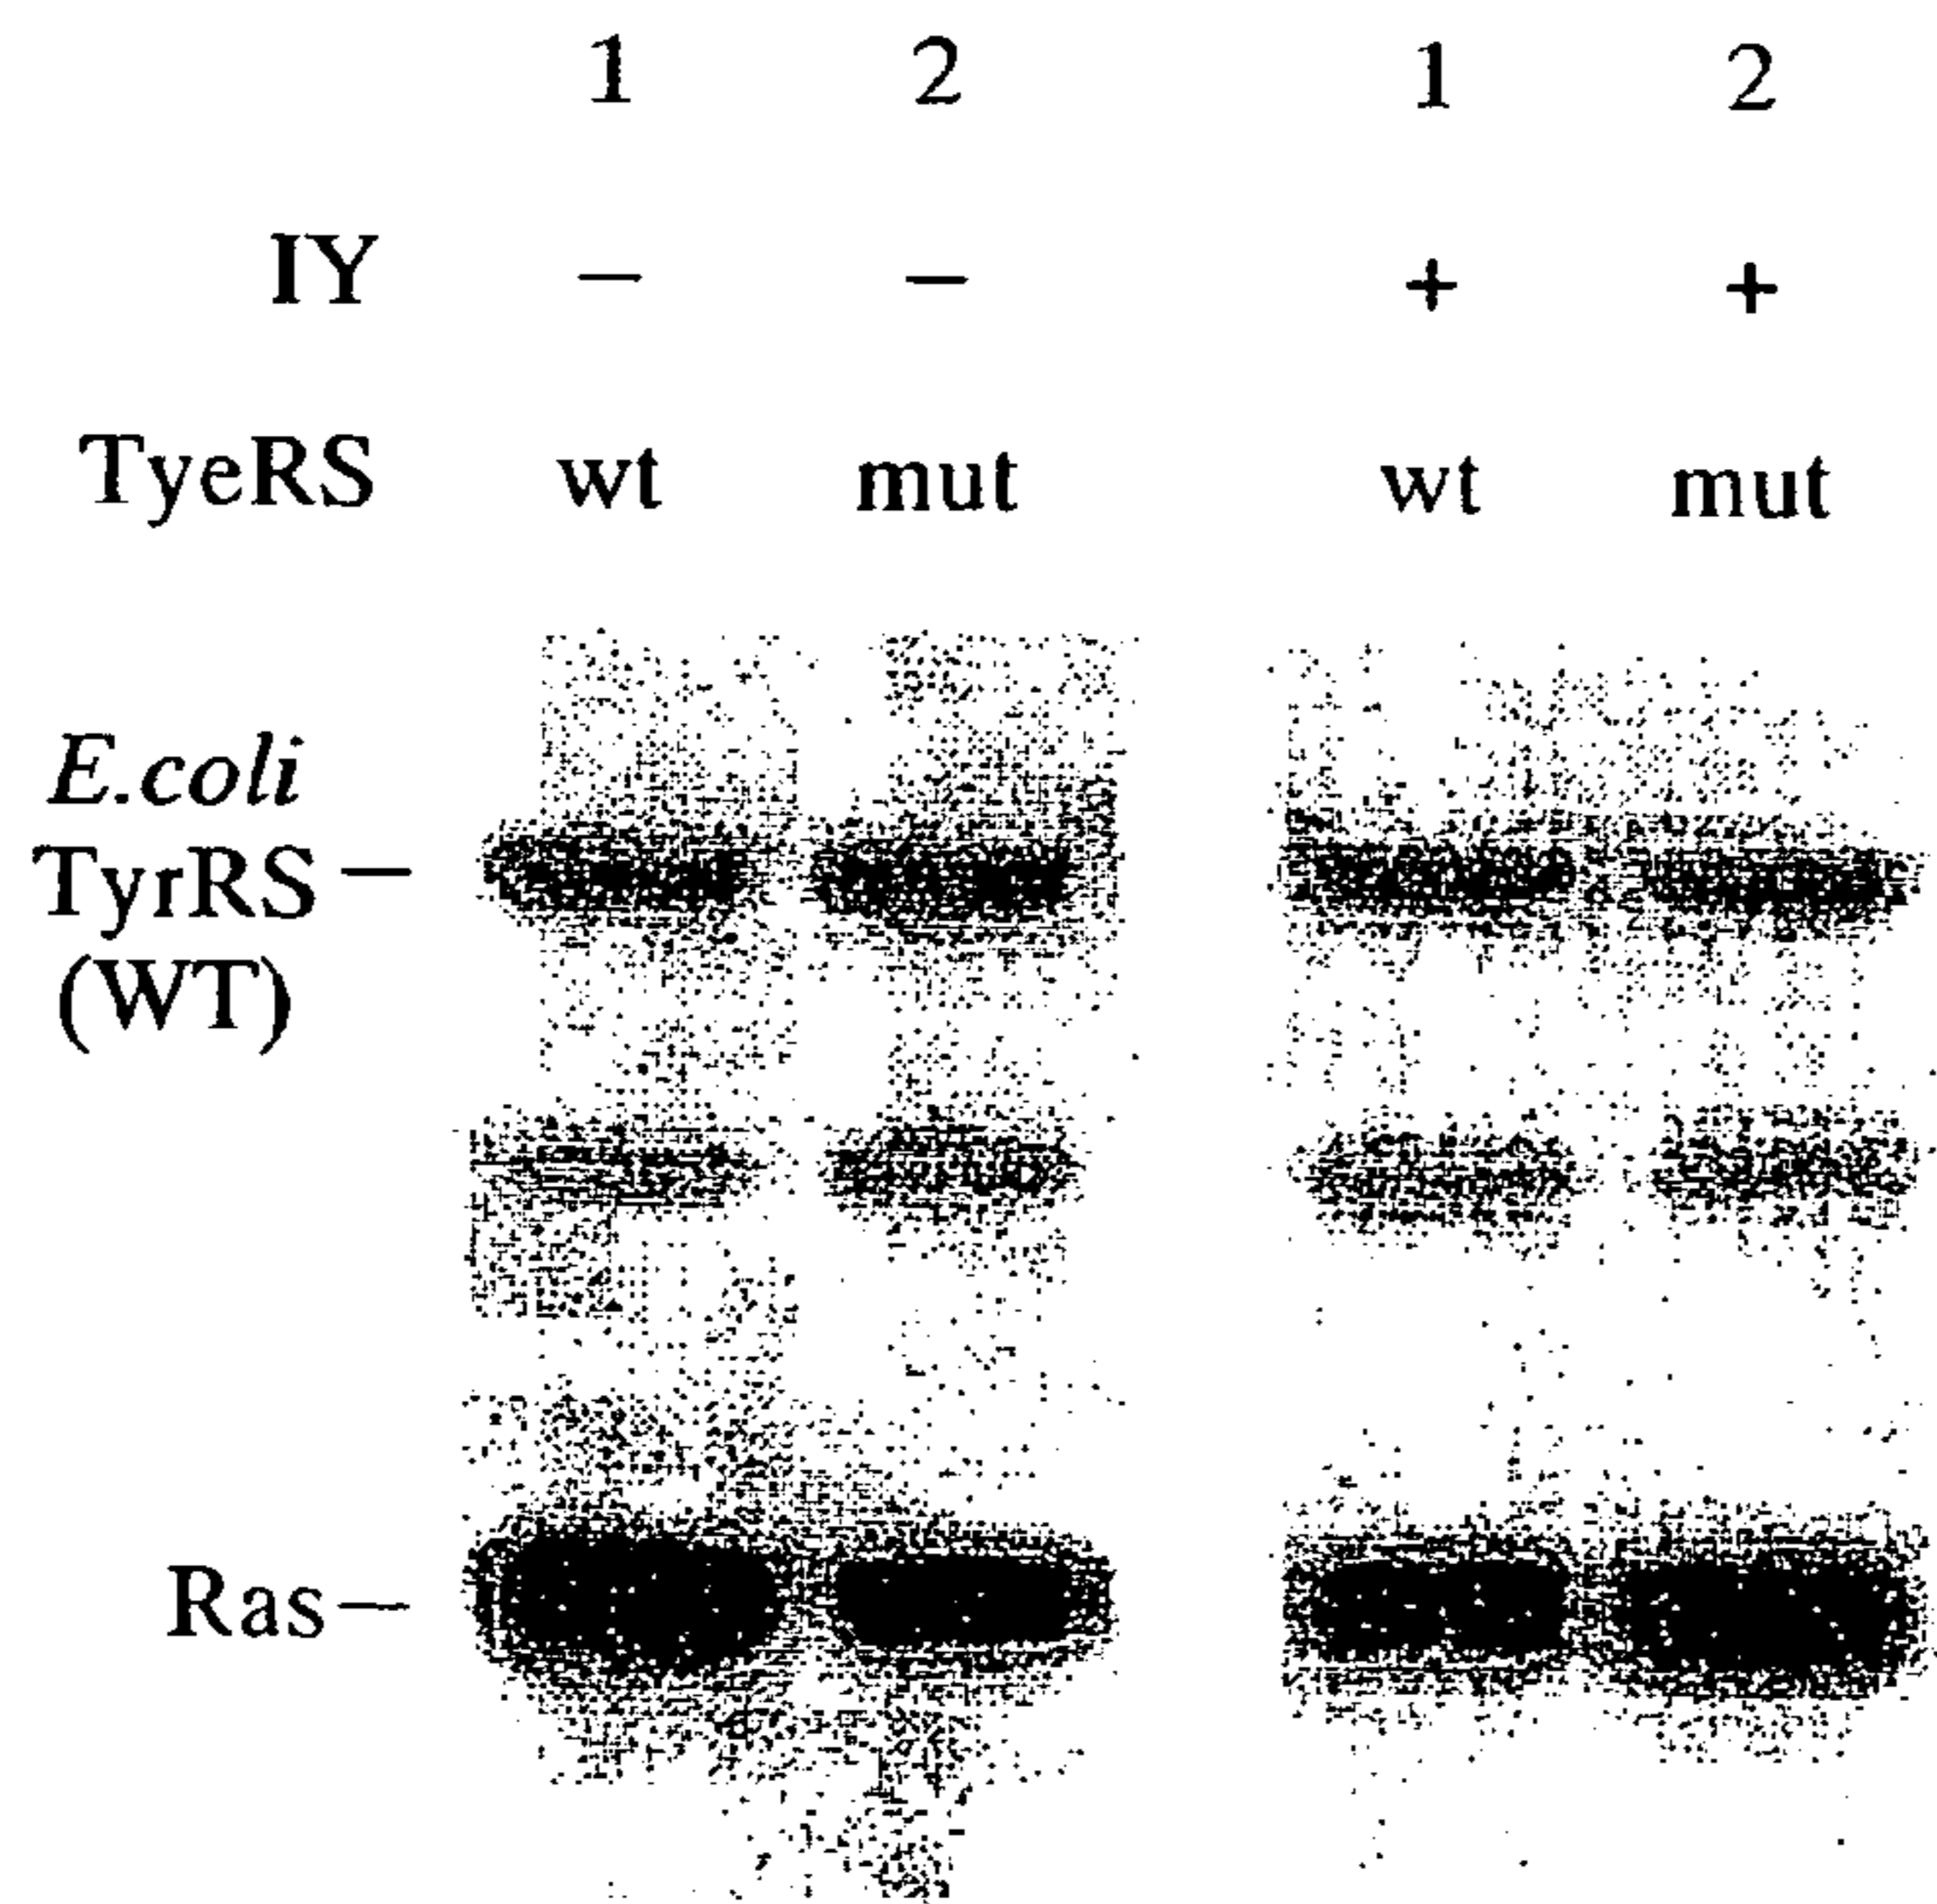 1 2 1 2
IY − − + +
TyeRS wt mut wt mut
E.coli
TyrRS
(WT)
Ras